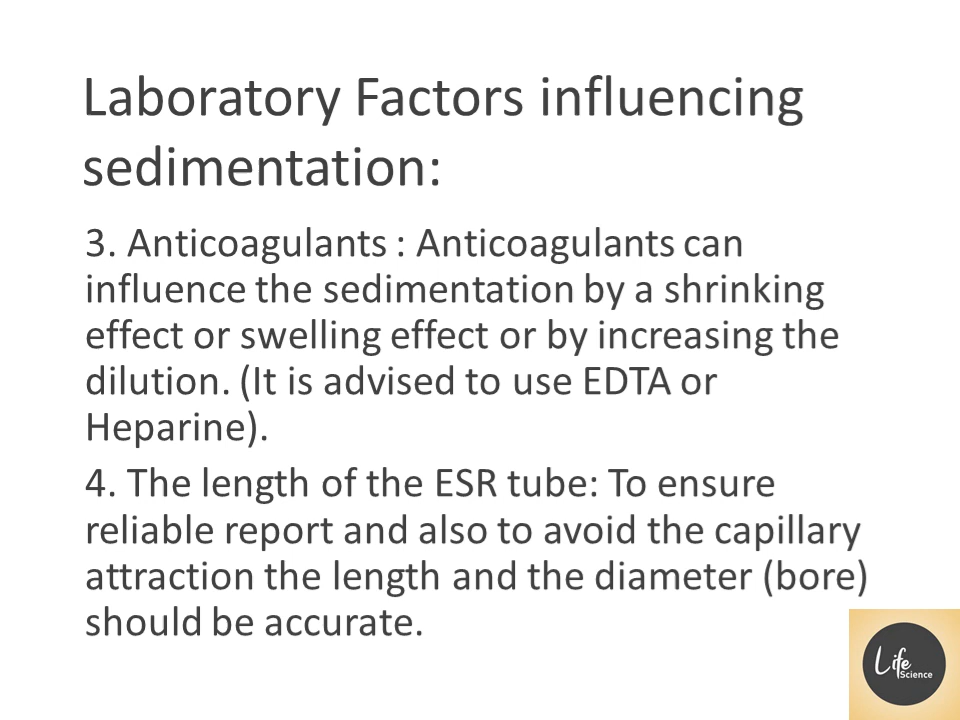 Laboratory Factors influencing
sedimentation:
3. Anticoagulants : Anticoagulants can
influence the sedimentation by a shrinking
effect or swelling effect or by increasing the
dilution. (It is advised to use EDTA or
Heparine).
4. The length of the ESR tube: To ensure
reliable report and also to avoid the capillary
attraction the length and the diameter (bore)
should be accurate.
Life
Science